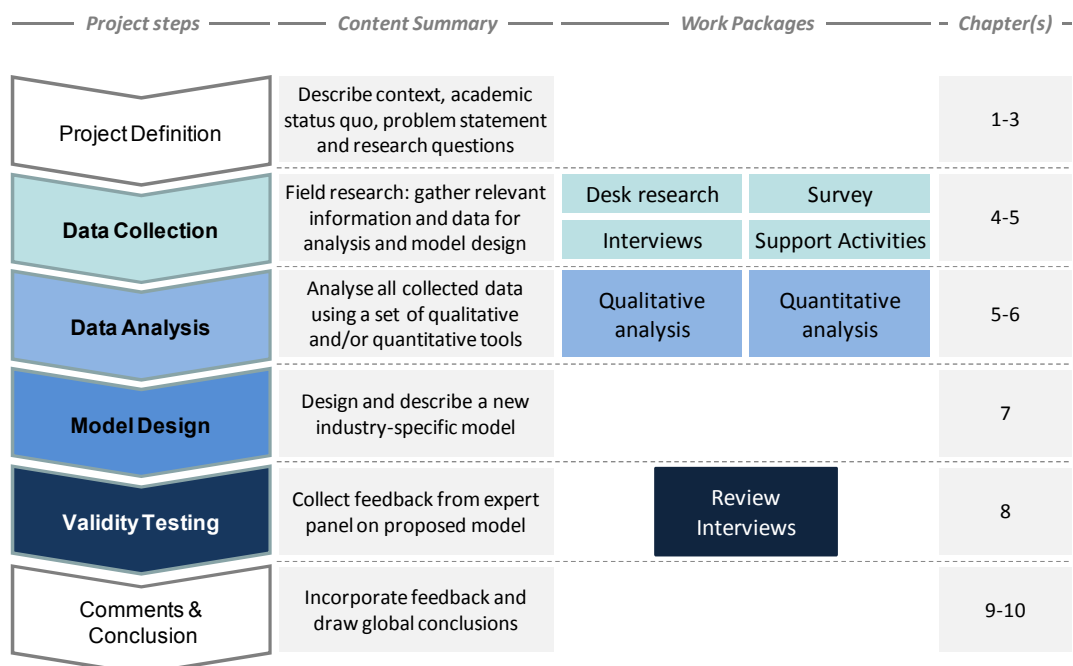 Project steps
Content Summary
Work Packages
Chapter(s)
Project Definition
Describe context, academic
status quo, problem statement
and research questions
1-3
Data Collection
Field research: gather relevant
information and data for
analysis and model design
Desk research
Survey
Interviews
Support Activities
4-5
Data Analysis
Analyse all collected data
using a set of qualitative
and/or quantitative tools
Qualitative
analysis
Quantitative
analysis
5-6
Model Design
Design and describe a new
industry-specific model
7
Validity Testing
Collect feedback from expert
panel on proposed model
Review
Interviews
8
Comments &
Conclusion
Incorporate feedback and
draw global conclusions
9-10